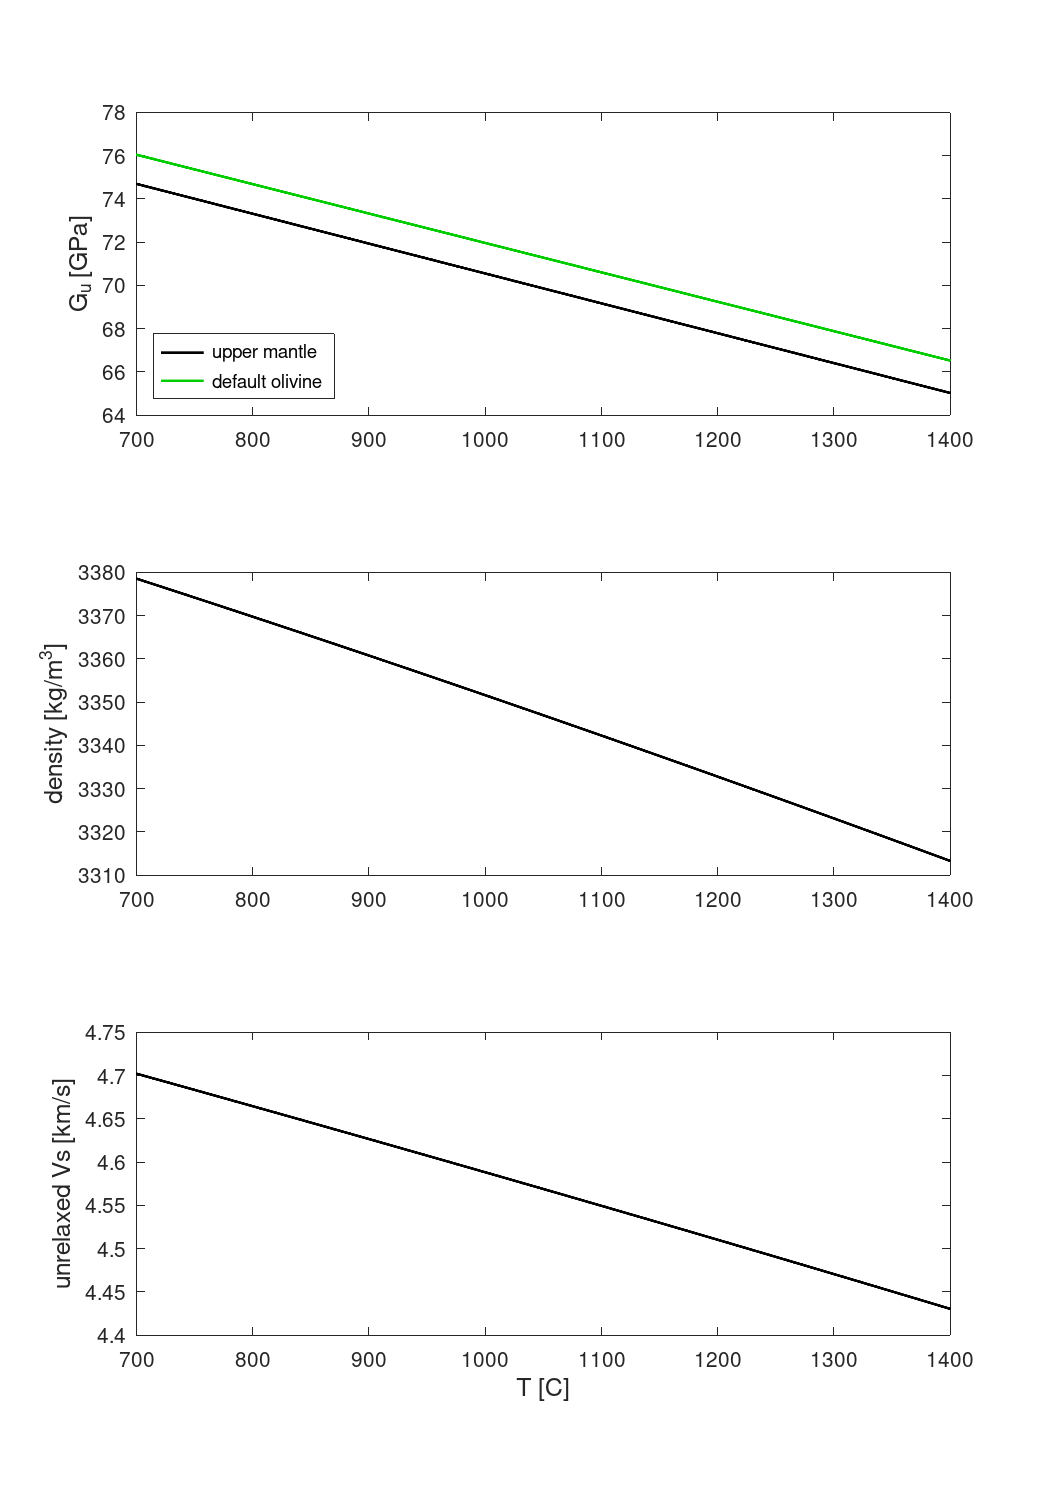 78
76
74
72
70
68
66
64
G_u [GPa]
upper mantle
default olivine
700 800 900 1000 1100 1200 1300 1400
3380
3370
3360
3350
3340
3330
3320
3310
density [kg/m³]
700 800 900 1000 1100 1200 1300 1400
4.75
4.7
4.65
4.6
4.55
4.5
4.45
4.4
unrelaxed Vs [km/s]
700 800 900 1000 1100 1200 1300 1400
T [C]